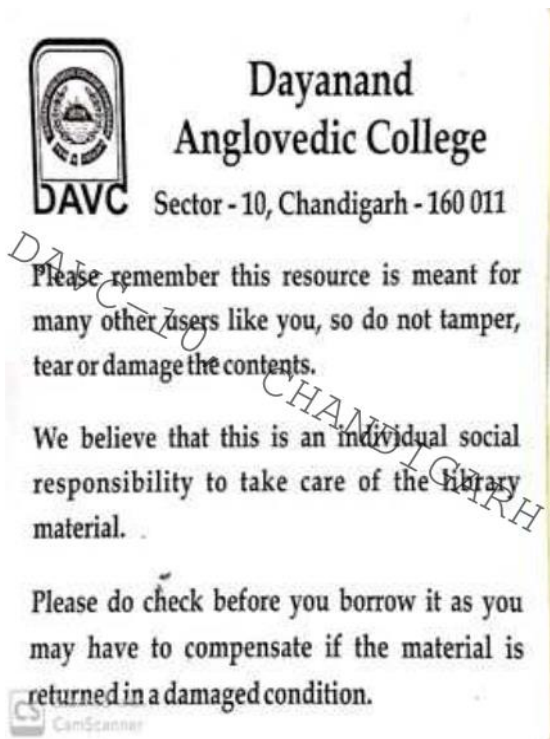 Dayanand
Anglovedic College
DAVC
Sector - 10, Chandigarh - 160 011
Please remember this resource is meant for
many other users like you, so do not tamper,
tear or damage the contents.
We believe that this is an individual social
responsibility to take care of the library
material.
Please do check before you borrow it as you
may have to compensate if the material is
returned in a damaged condition.
DAVC-10, CHANDIGARH
CS
CamScanner